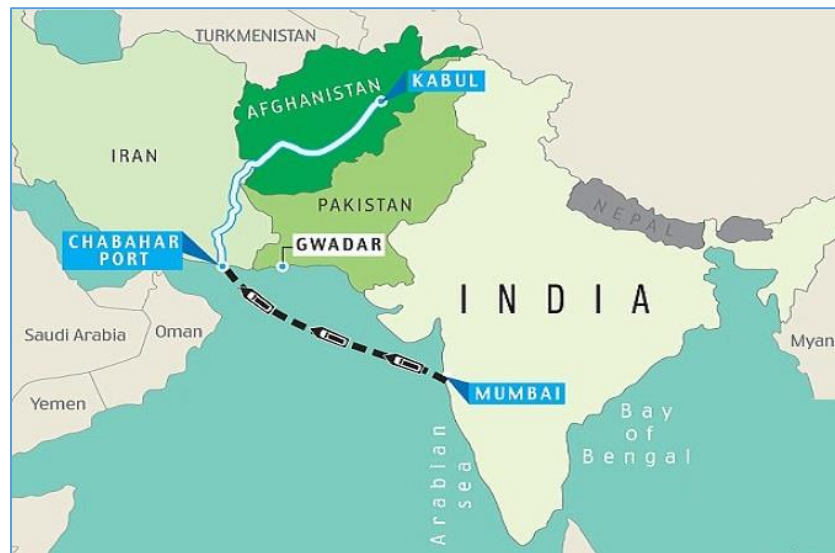 TURKMENISTAN
AFGHANISTAN
KABUL
IRAN
PAKISTAN
NEPAL
CHABAHAR
PORT
GWADAR
INDIA
Saudi Arabia
Oman
Myan
Yemen
MUMBAI
Arabian
sea
Bay
of
Bengal